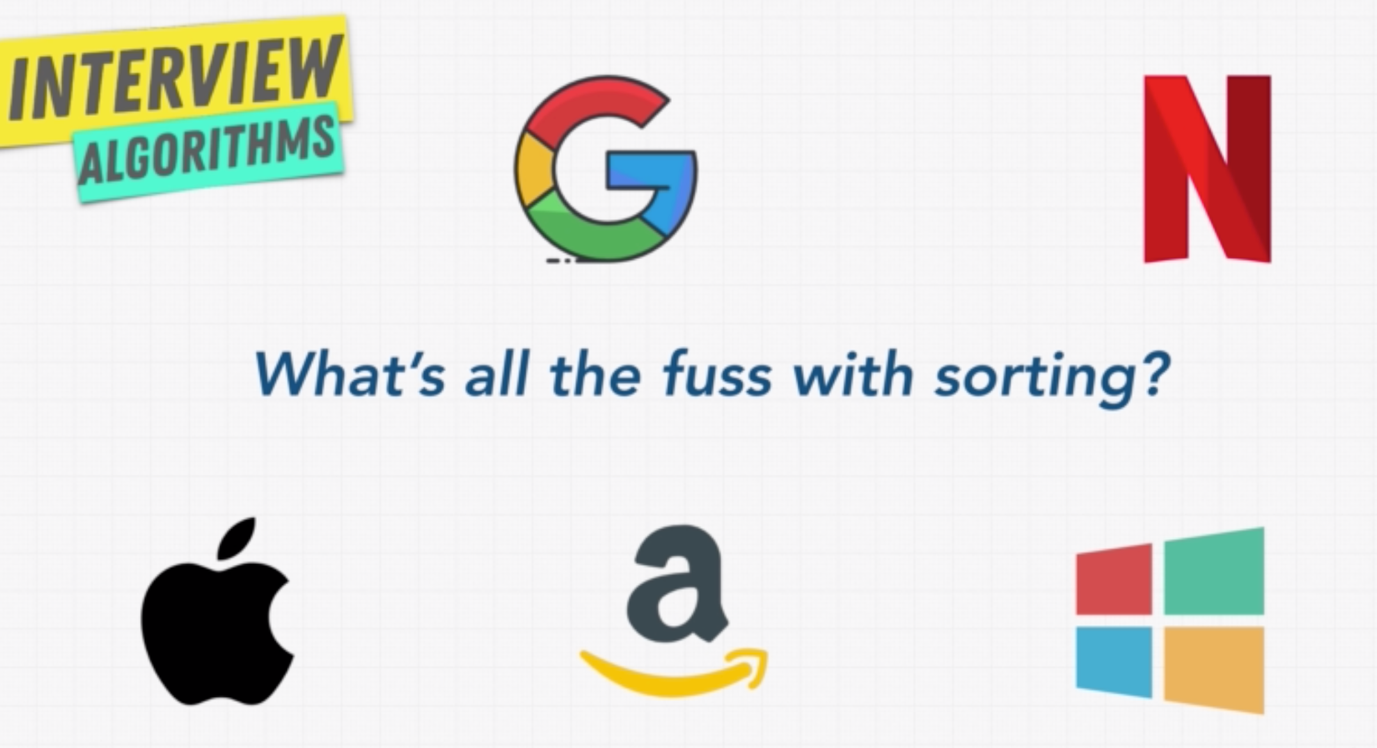 INTERVIEW
ALGORITHMS
What's all the fuss with sorting?